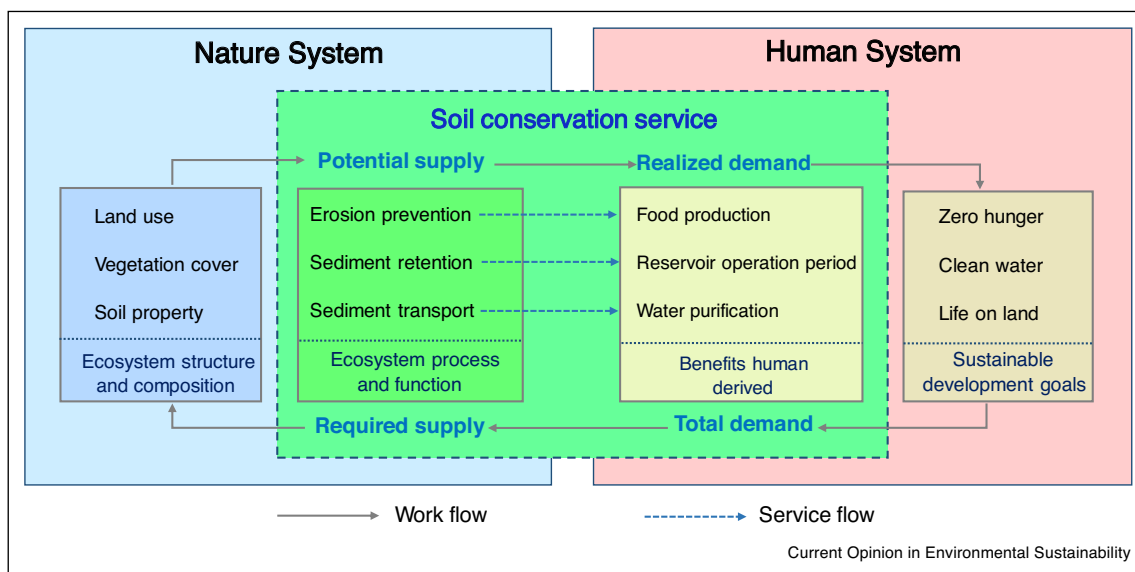 Nature System
Human System
Soil conservation service
Potential supply
Realized demand
Land use
Vegetation cover
Soil property
Ecosystem structure
and composition
Erosion prevention
Sediment retention
Sediment transport
Ecosystem process
and function
Food production
Reservoir operation period
Water purification
Benefits human
derived
Zero hunger
Clean water
Life on land
Sustainable
development goals
Required supply
Total demand
Work flow
Service flow
Current Opinion in Environmental Sustainability